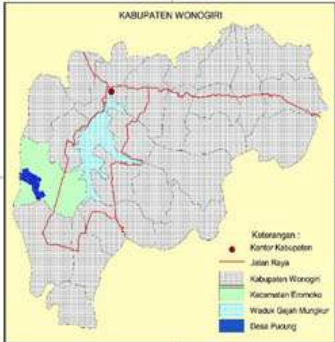 KABUPATEN WONOGIRI
Keterangan :
Kantor Kabupaten
Jalan Raya
Kabupaten Wonogiri
Kecamatan Eromoko
Waduk Gajah Mungkur
Desa Pucung